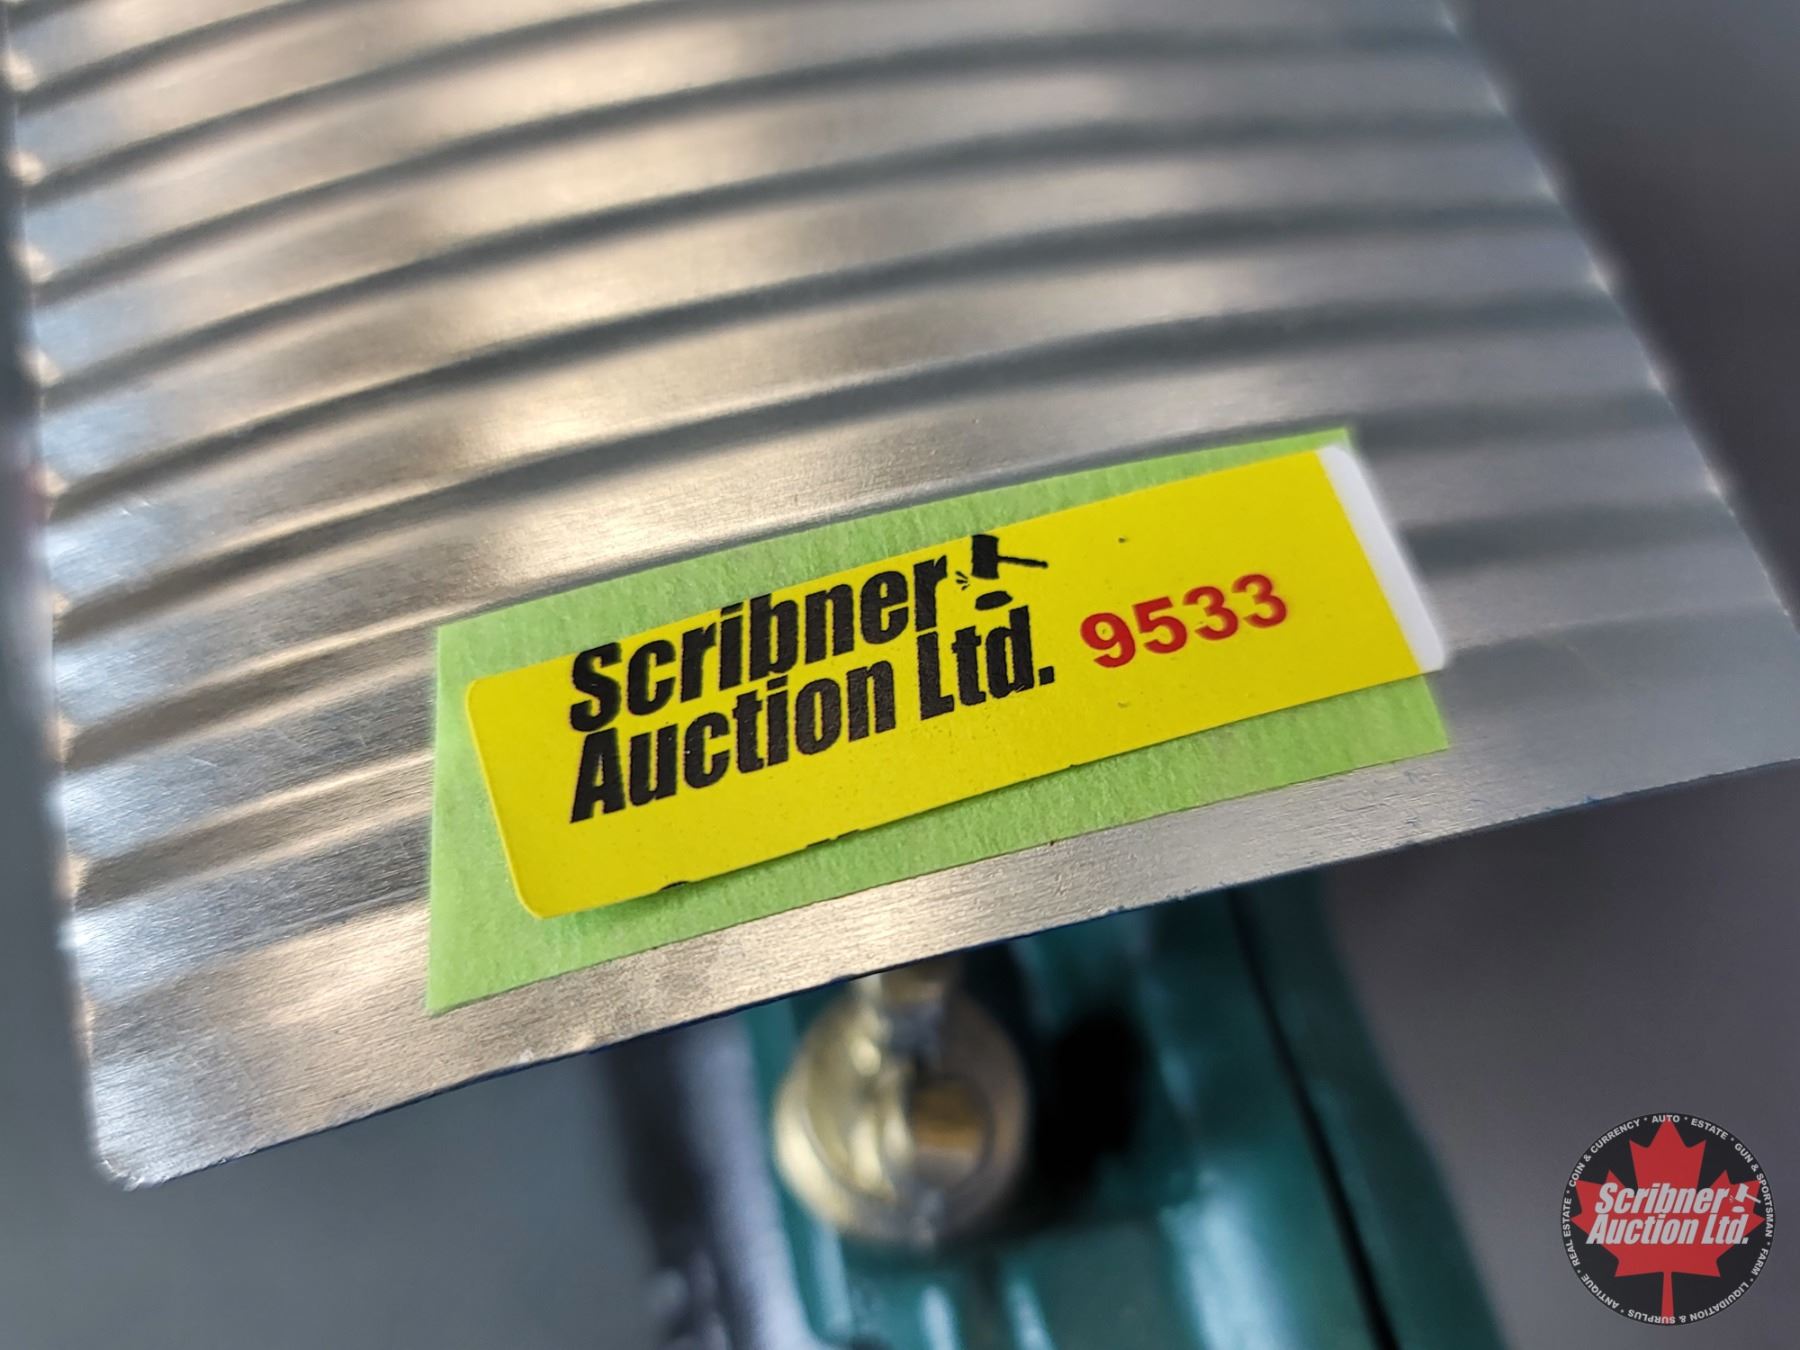 Scribner
Auction Ltd.
9533
Scribner
Auction Ltd.
COIN & CURRENCY * AUTO * ESTATE * GUN & SPORTSMAN * FARM * LIQUIDATION & SURPLUS * ANTIQUE * REAL ESTATE *